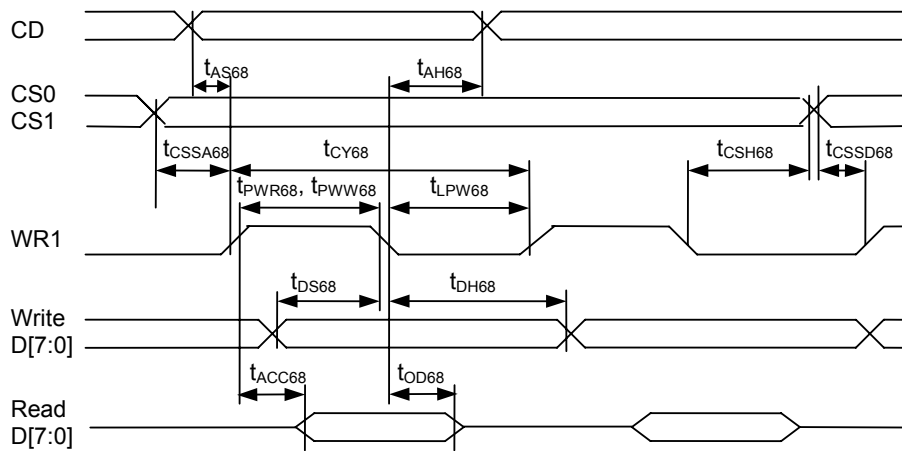 CD
tAS68 tAH68
CS0
CS1
tCSSA68 tCY68 tCSH68 tCSSD68
tPWR68, tPWW68 tLPW68
WR1
tDS68 tDH68
Write
D[7:0]
tACC68 tOD68
Read
D[7:0]